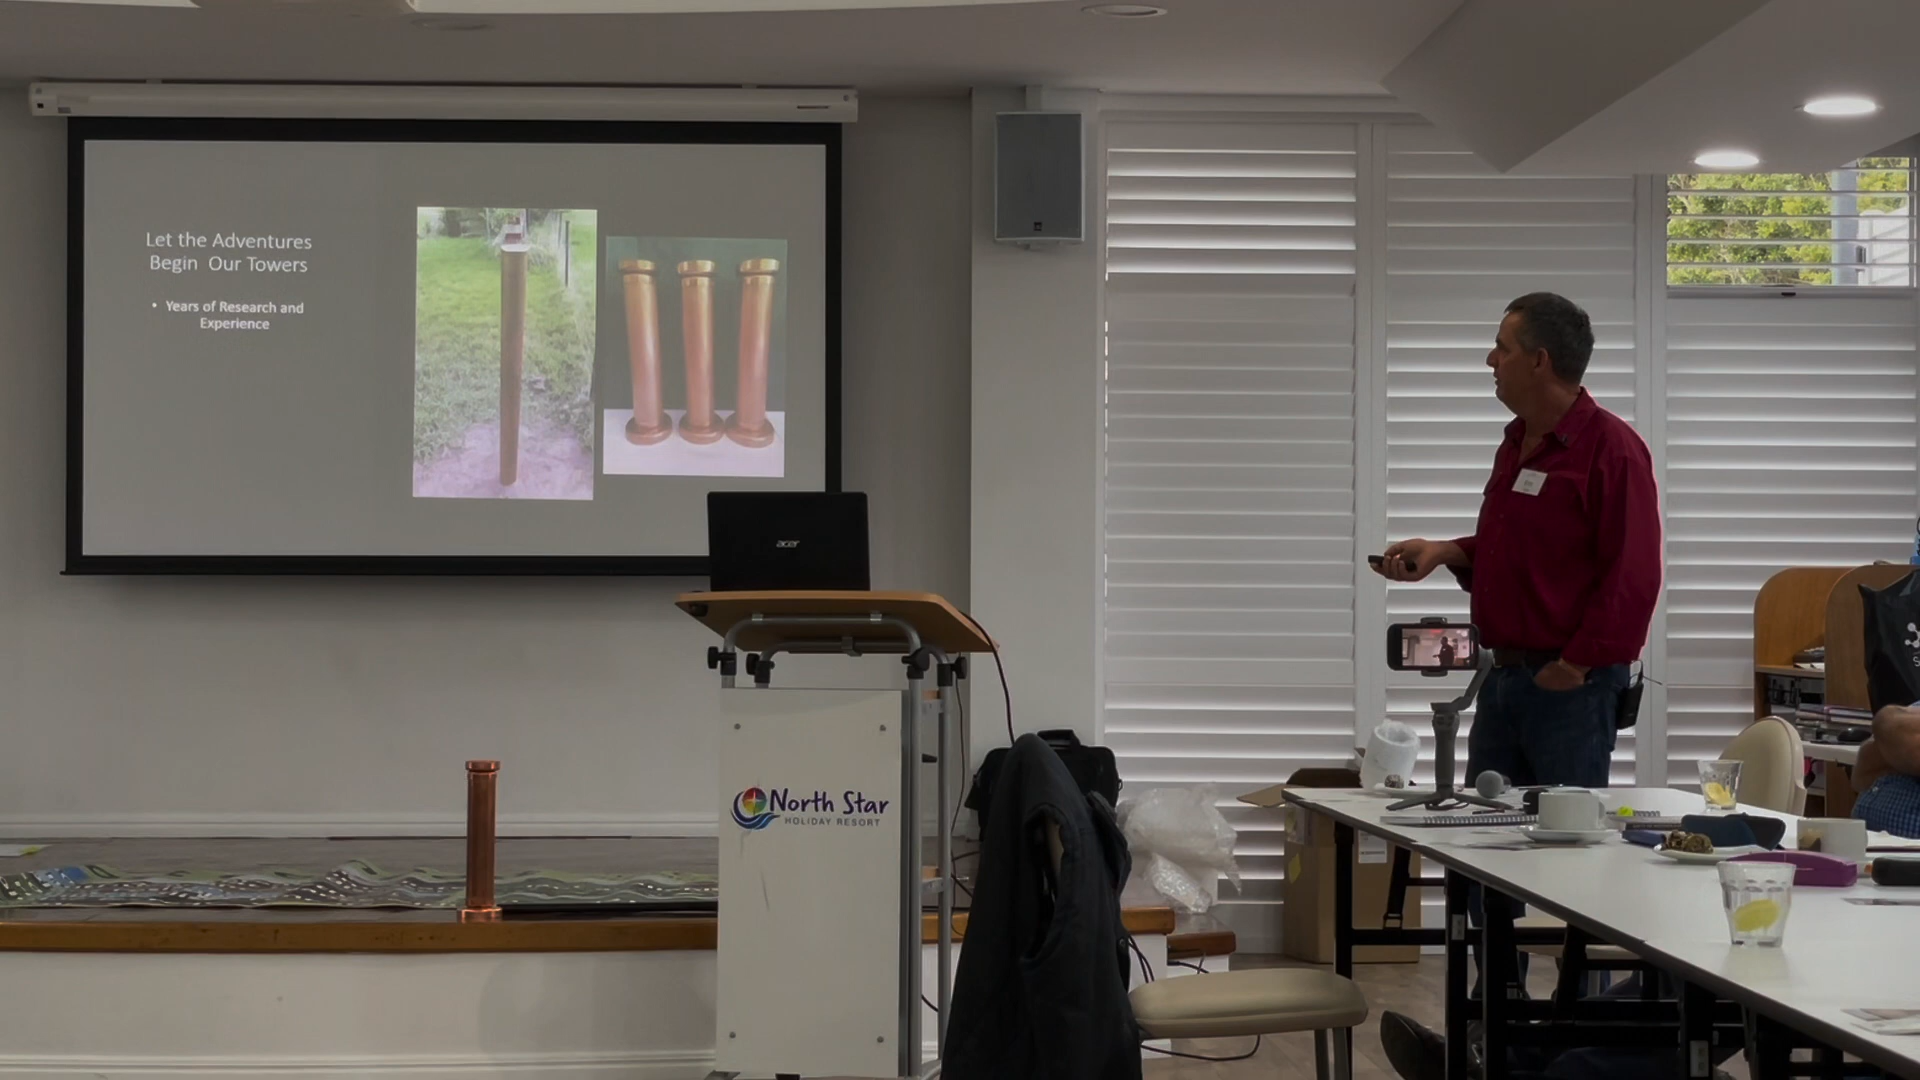 Let the Adventures
Begin Our Towers
• Years of Research and
Experience
acer
North Star
HOLIDAY RESORT